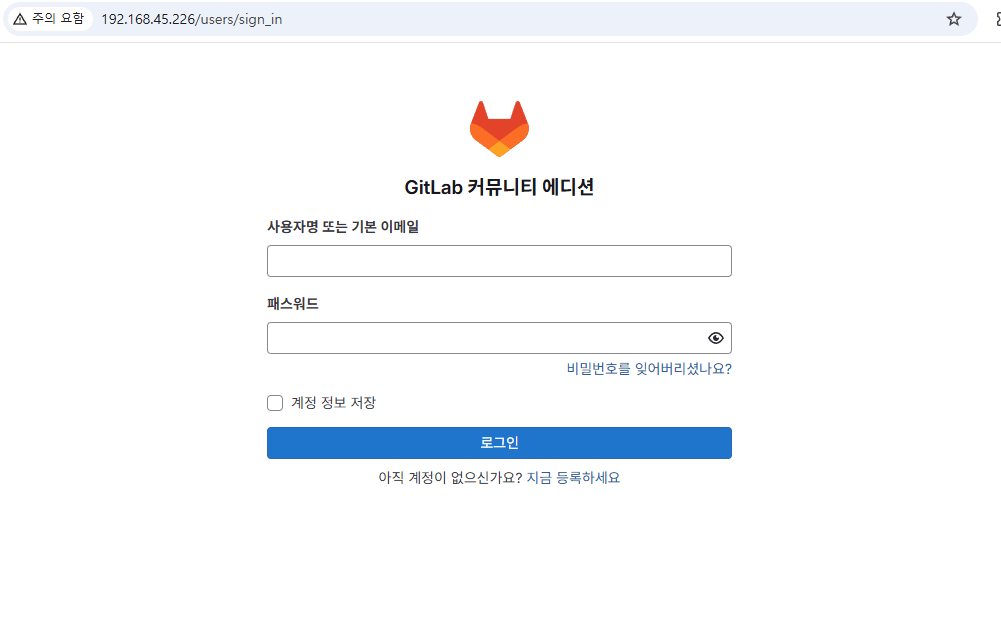 주의 요함 192.168.45.226/users/sign_in
GitLab 커뮤니티 에디션
사용자명 또는 기본 이메일
패스워드
비밀번호를 잊어버리셨나요?
계정 정보 저장
로그인
아직 계정이 없으신가요? 지금 등록하세요